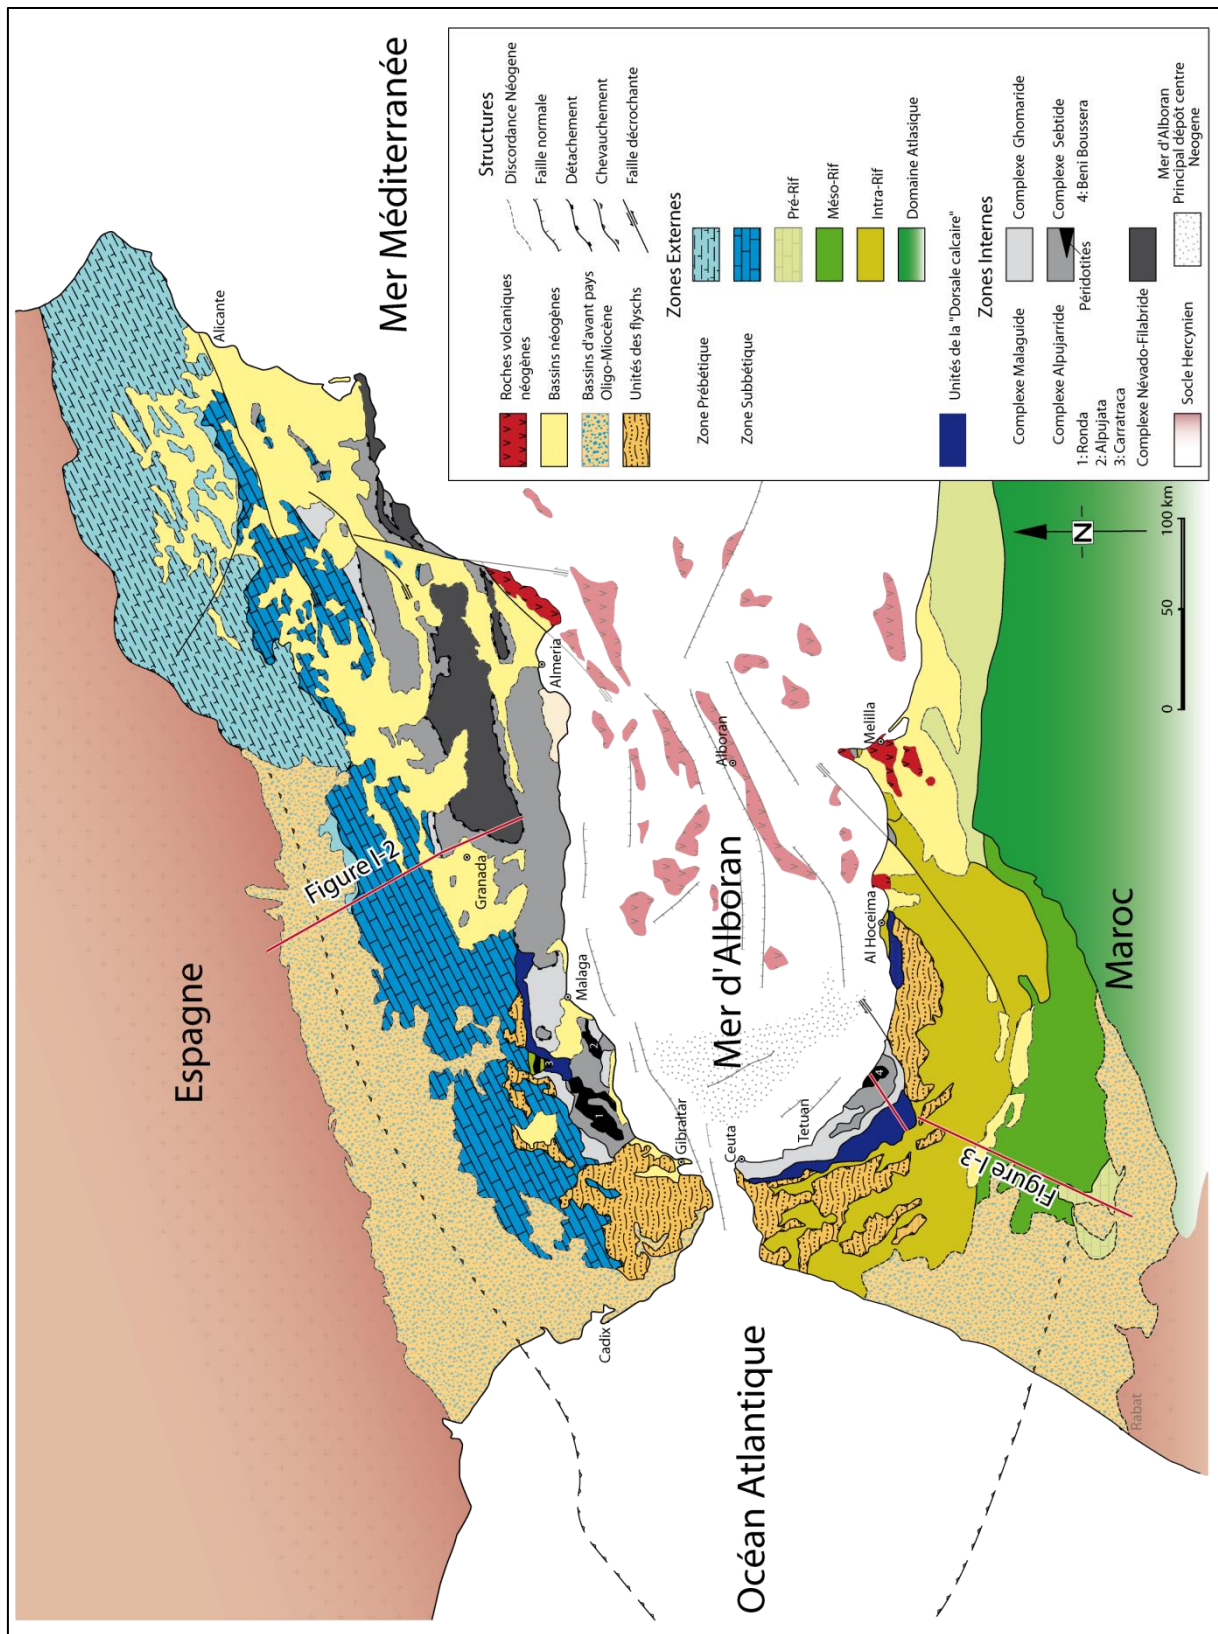 Espagne
Mer Méditerranée
Alicante
Figure I-2
Granada
Almeria
Malaga
1
2
3
Gibraltar
Cadix
Océan Atlantique
Mer d'Alboran
Alboran
Ceuta
Tetuan
4
Al Hoceima
Melilla
Figure I-3
Maroc
Rabat
N
0
50
100 km
Structures
Roches volcaniques
néogènes
Bassins néogènes
Bassins d'avant pays
Oligo-Miocène
Unités des flyschs
Discordance Néogene
Faille normale
Détachement
Chevauchement
Faille décrochante
Zones Externes
Zone Prébétique
Zone Subbétique
Pré-Rif
Méso-Rif
Intra-Rif
Domaine Atlasique
Unités de la "Dorsale calcaire"
Zones Internes
Complexe Malaguide
Complexe Ghomaride
Complexe Alpujarride
Complexe Sebtide
1: Ronda
2: Alpujata
3: Carratraca
Péridotites
4: Beni Boussera
Complexe Névado-Filabride
Socle Hercynien
Mer d'Alboran
Principal dépôt centre
Neogene